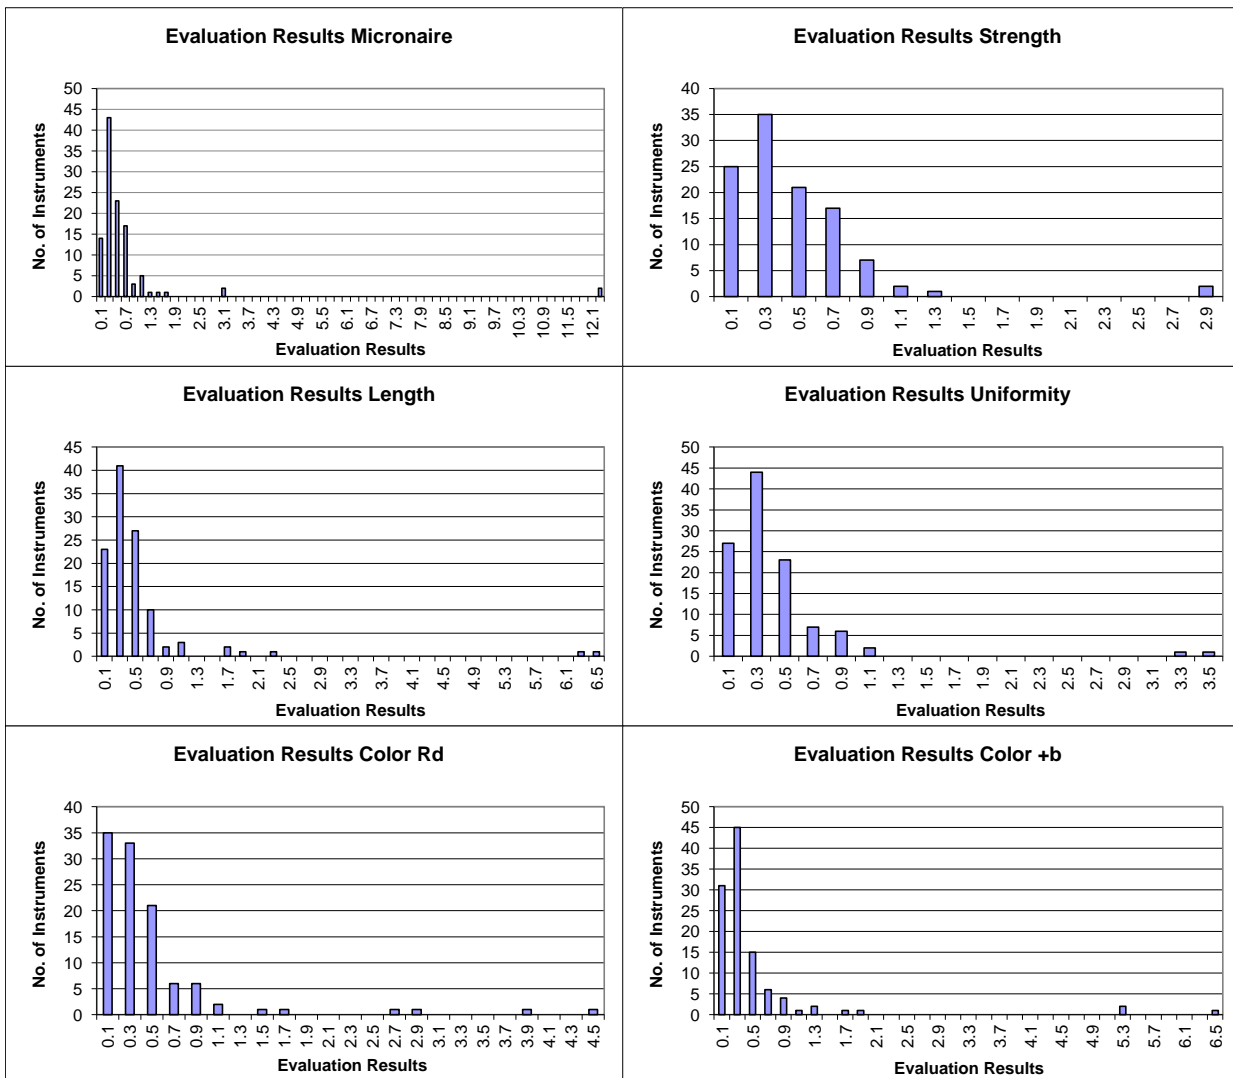 Evaluation Results Micronaire
50
45
40
35
30
25
20
15
10
5
0
No. of Instruments
0.1 0.7 1.3 1.9 2.5 3.1 3.7 4.3 4.9 5.5 6.1 6.7 7.3 7.9 8.5 9.1 9.7 10.3 10.9 11.5 12.1
Evaluation Results
Evaluation Results Strength
40
35
30
25
20
15
10
5
0
No. of Instruments
0.1 0.3 0.5 0.7 0.9 1.1 1.3 1.5 1.7 1.9 2.1 2.3 2.5 2.7 2.9
Evaluation Results
Evaluation Results Length
45
40
35
30
25
20
15
10
5
0
No. of Instruments
0.1 0.5 0.9 1.3 1.7 2.1 2.5 2.9 3.3 3.7 4.1 4.5 4.9 5.3 5.7 6.1 6.5
Evaluation Results
Evaluation Results Uniformity
50
45
40
35
30
25
20
15
10
5
0
No. of Instruments
0.1 0.3 0.5 0.7 0.9 1.1 1.3 1.5 1.7 1.9 2.1 2.3 2.5 2.7 2.9 3.1 3.3 3.5
Evaluation Results
Evaluation Results Color Rd
40
35
30
25
20
15
10
5
0
No. of Instruments
0.1 0.3 0.5 0.7 0.9 1.1 1.3 1.5 1.7 1.9 2.1 2.3 2.5 2.7 2.9 3.1 3.3 3.5 3.7 3.9 4.1 4.3 4.5
Evaluation Results
Evaluation Results Color +b
50
45
40
35
30
25
20
15
10
5
0
No. of Instruments
0.1 0.5 0.9 1.3 1.7 2.1 2.5 2.9 3.3 3.7 4.1 4.5 4.9 5.3 5.7 6.1 6.5
Evaluation Results